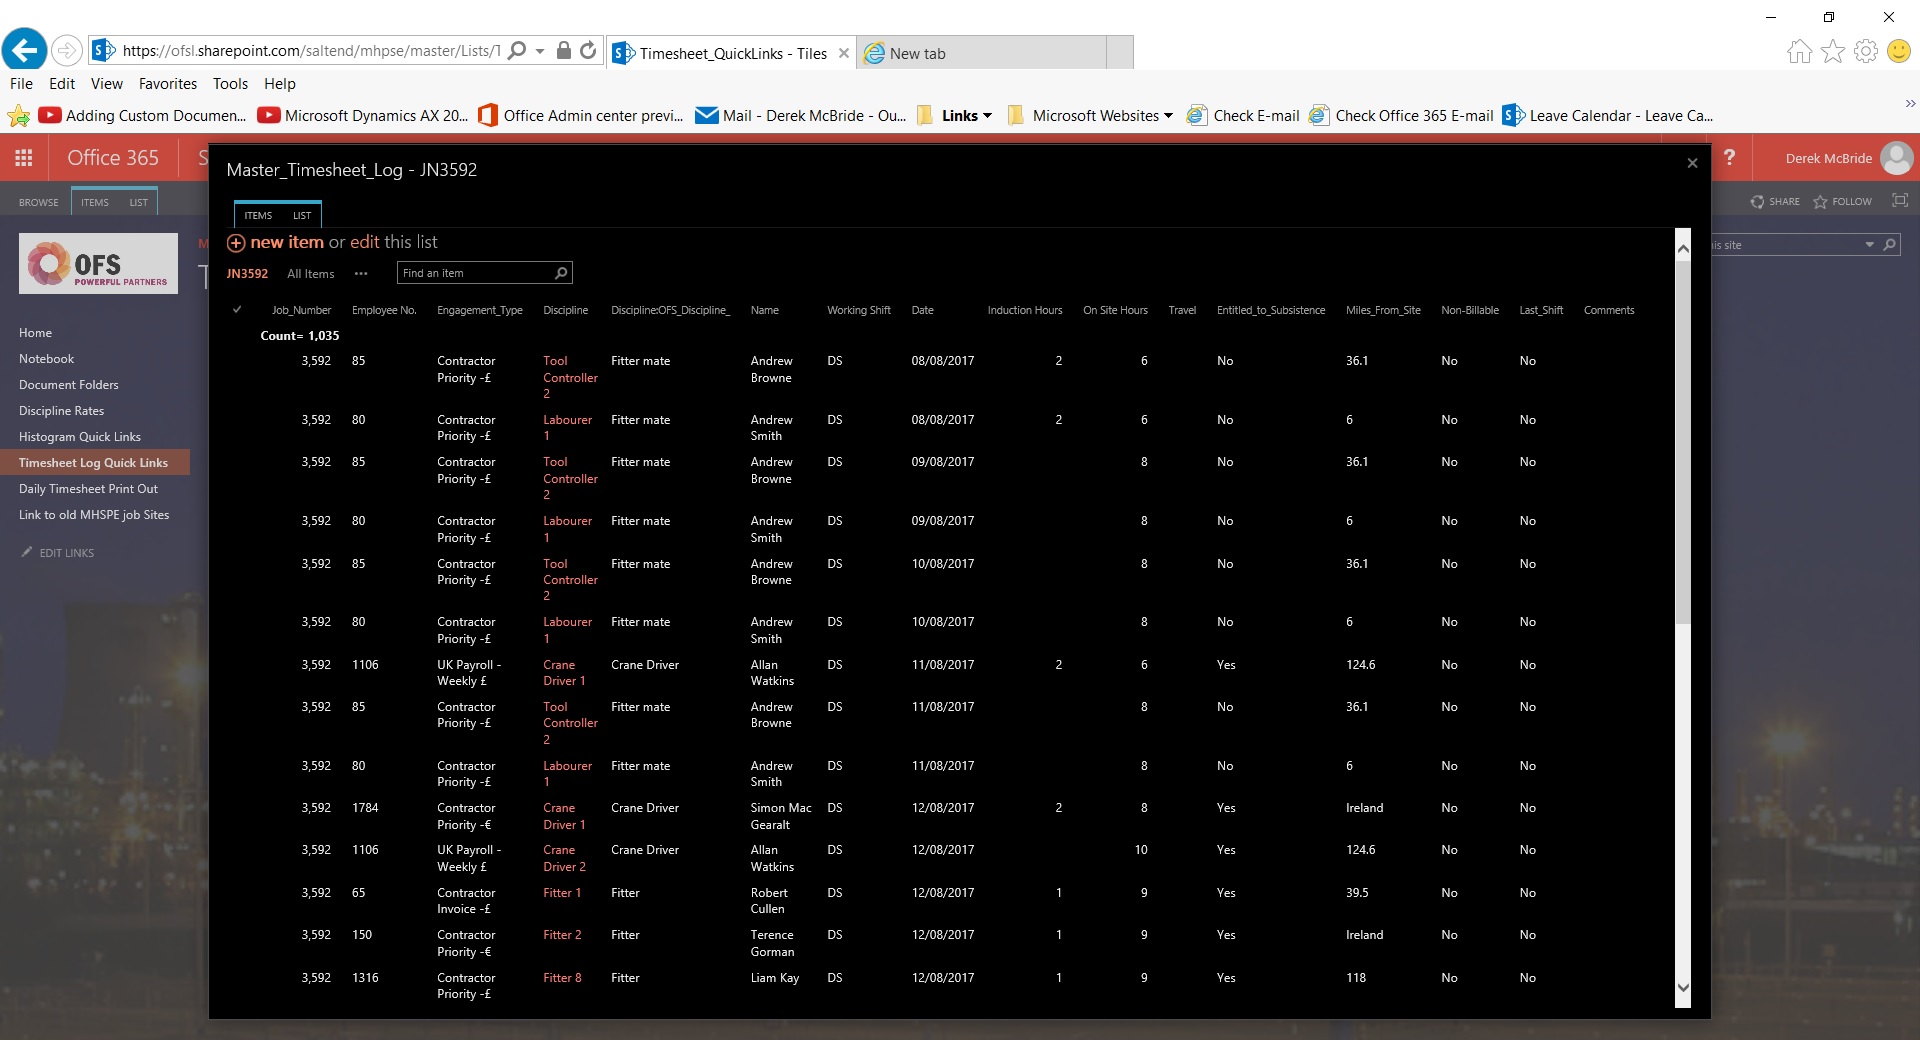 https://ofsl.sharepoint.com/saltend/mhpse/master/Lists/T
Timesheet_QuickLinks - Tiles
New tab
File Edit View Favorites Tools Help
Adding Custom Documen... Microsoft Dynamics AX 20... Office Admin center previ... Mail - Derek McBride - Ou... Links Microsoft Websites Check E-mail Check Office 365 E-mail Leave Calendar - Leave Ca...
Office 365 S ? Derek McBride
BROWSE ITEMS LIST SHARE FOLLOW
OFS
POWERFUL PARTNERS
M
T
his site
Home
Notebook
Document Folders
Discipline Rates
Histogram Quick Links
Timesheet Log Quick Links
Daily Timesheet Print Out
Link to old MHSPE job Sites
EDIT LINKS
Master_Timesheet_Log - JN3592
ITEMS LIST
new item or edit this list
JN3592 All Items ... Find an item
Job_Number Employee No. Engagement_Type Discipline Discipline:OFS_Discipline_ Name Working Shift Date Induction Hours On Site Hours Travel Entitled_to_Subsistence Miles_From_Site Non-Billable Last_Shift Comments
Count= 1,035
3,592 85 Contractor Tool Fitter mate Andrew DS 08/08/2017 2 6 No 36.1 No No
Priority -£ Controller Browne
2
3,592 80 Contractor Labourer Fitter mate Andrew DS 08/08/2017 2 6 No 6 No No
Priority -£ 1 Smith
3,592 85 Contractor Tool Fitter mate Andrew DS 09/08/2017 8 No 36.1 No No
Priority -£ Controller Browne
2
3,592 80 Contractor Labourer Fitter mate Andrew DS 09/08/2017 8 No 6 No No
Priority -£ 1 Smith
3,592 85 Contractor Tool Fitter mate Andrew DS 10/08/2017 8 No 36.1 No No
Priority -£ Controller Browne
2
3,592 80 Contractor Labourer Fitter mate Andrew DS 10/08/2017 8 No 6 No No
Priority -£ 1 Smith
3,592 1106 UK Payroll - Crane Crane Driver Allan DS 11/08/2017 2 6 Yes 124.6 No No
Weekly £ Driver 1 Watkins
3,592 85 Contractor Tool Fitter mate Andrew DS 11/08/2017 8 No 36.1 No No
Priority -£ Controller Browne
2
3,592 80 Contractor Labourer Fitter mate Andrew DS 11/08/2017 8 No 6 No No
Priority -£ 1 Smith
3,592 1784 Contractor Crane Crane Driver Simon Mac DS 12/08/2017 2 8 Yes Ireland No No
Priority -€ Driver 1 Gearalt
3,592 1106 UK Payroll - Crane Crane Driver Allan DS 12/08/2017 10 Yes 124.6 No No
Weekly £ Driver 2 Watkins
3,592 65 Contractor Fitter 1 Fitter Robert DS 12/08/2017 1 9 Yes 39.5 No No
Invoice -£ Cullen
3,592 150 Contractor Fitter 2 Fitter Terence DS 12/08/2017 1 9 Yes Ireland No No
Priority -€ Gorman
3,592 1316 Contractor Fitter 8 Fitter Liam Kay DS 12/08/2017 1 9 Yes 118 No No
Priority -£